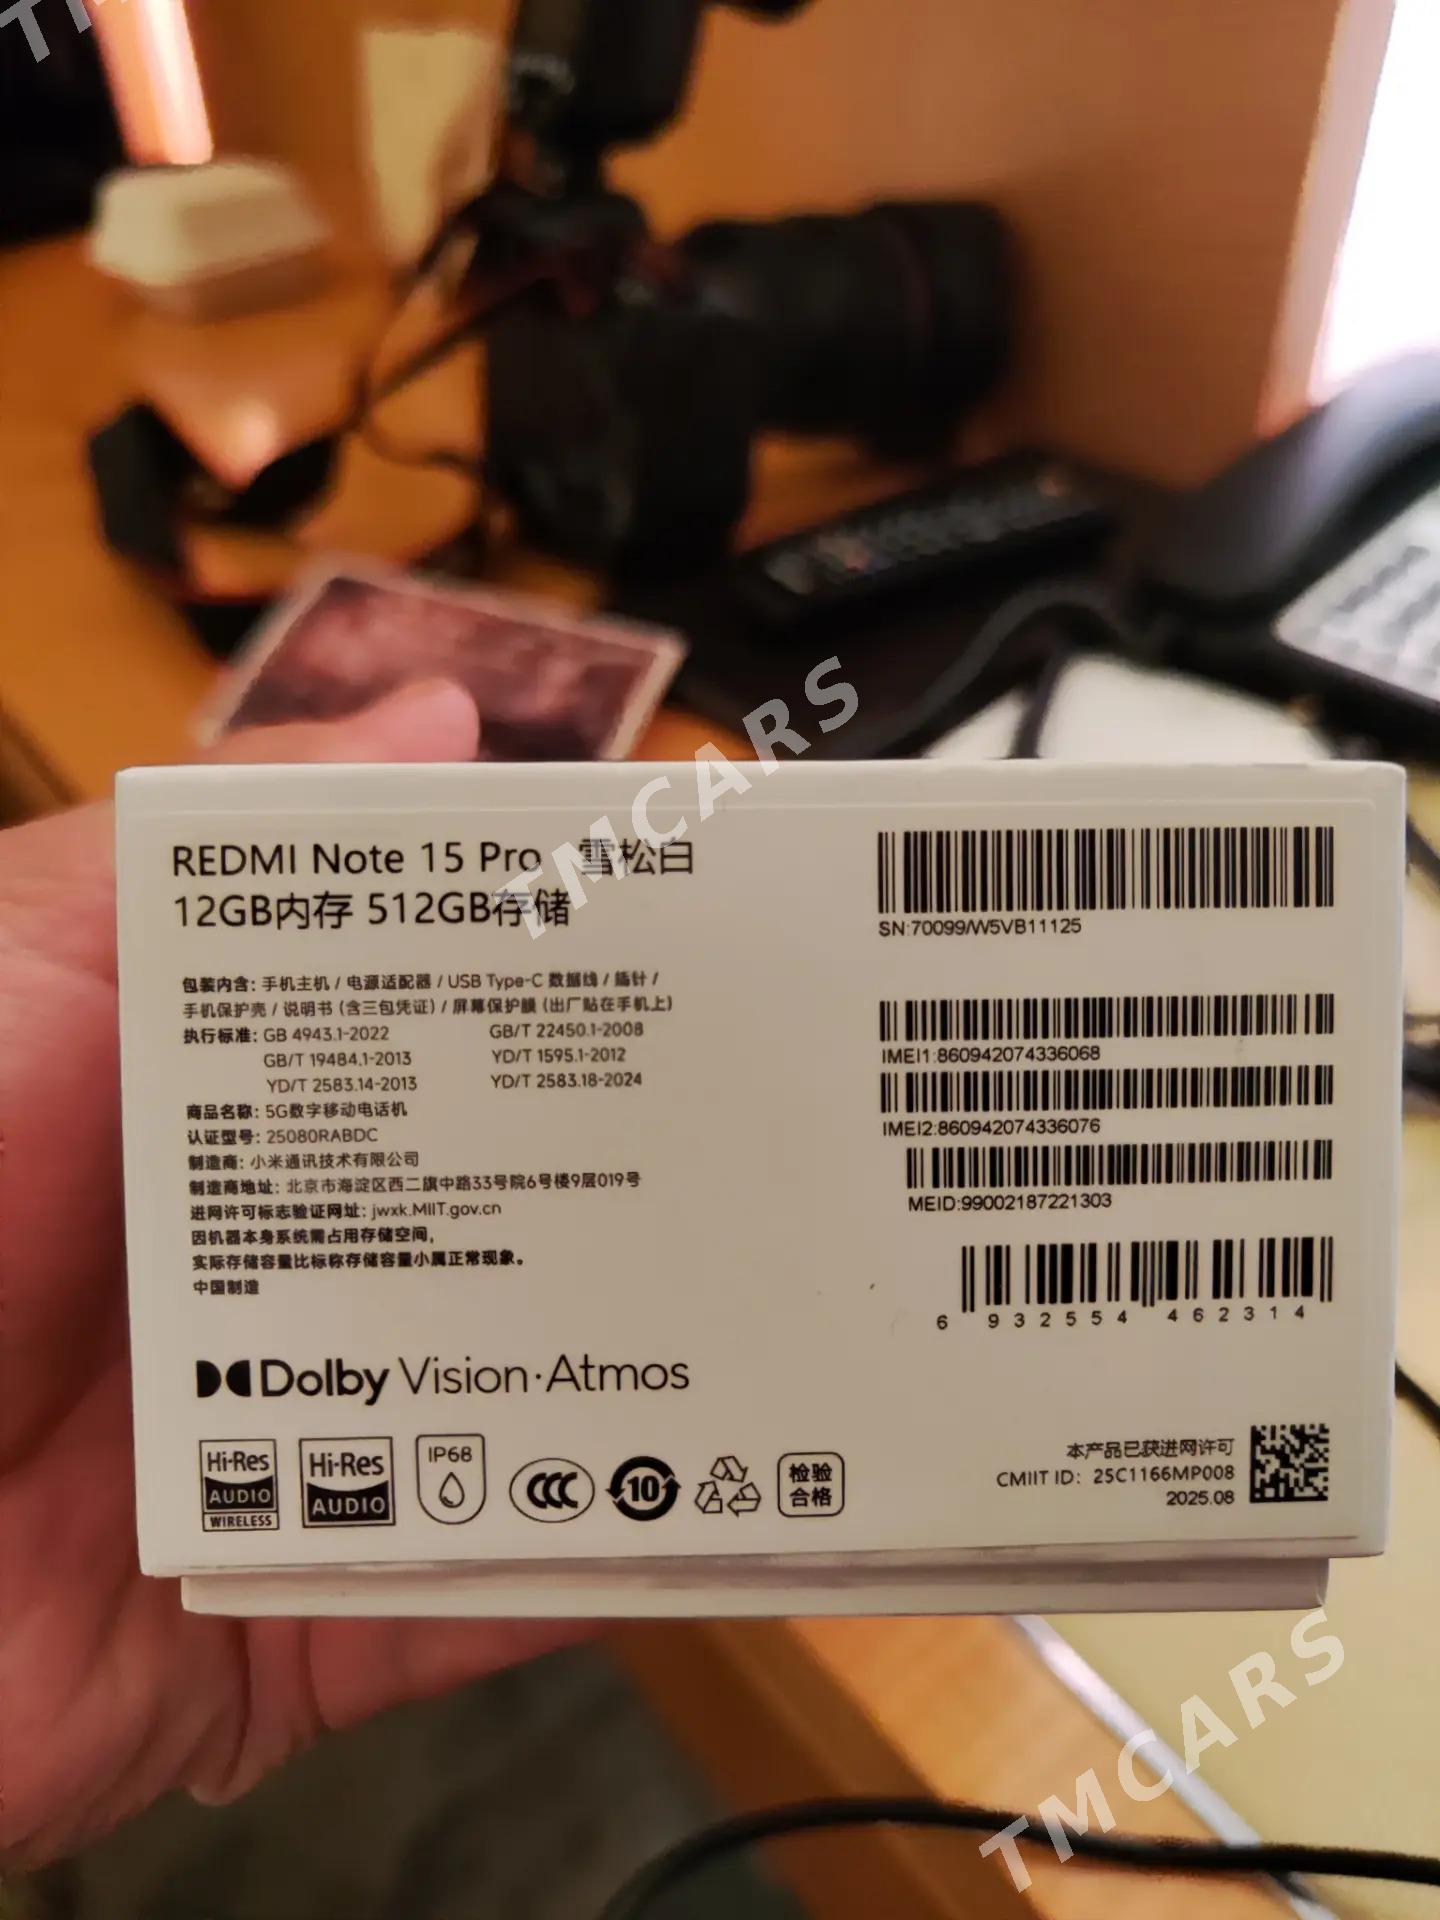 REDMI Note 15 Pro 雪松白
12GB内存 512GB存储
包装内含: 手机主机 / 电源适配器 / USB Type-C 数据线 / 插针 /
手机保护壳 / 说明书 (含三包凭证) / 屏幕保护膜 (出厂贴在手机上)
执行标准: GB 4943.1-2022 GB/T 22450.1-2008
GB/T 19484.1-2013 YD/T 1595.1-2012
YD/T 2583.14-2013 YD/T 2583.18-2024
商品名称: 5G数字移动电话机
认证型号: 25080RABDC
制造商: 小米通讯技术有限公司
制造商地址: 北京市海淀区西二旗中路33号院6号楼9层019号
进网许可标志验证网址: jwxk.MIIT.gov.cn
因机器本身系统需占用存储空间,
实际存储容量比标称存储容量小属正常现象。
中国制造
Dolby Vision·Atmos
Hi-Res
AUDIO
WIRELESS
Hi-Res
AUDIO
IP68
CCC
10
检验
合格
SN:70099/W5VB11125
IMEI1:860942074336068
IMEI2:860942074336076
MEID:99002187221303
6 932554 462314
本产品已获进网许可
CMIIT ID: 25C1166MP008
2025.08
TMCARS
TMCARS